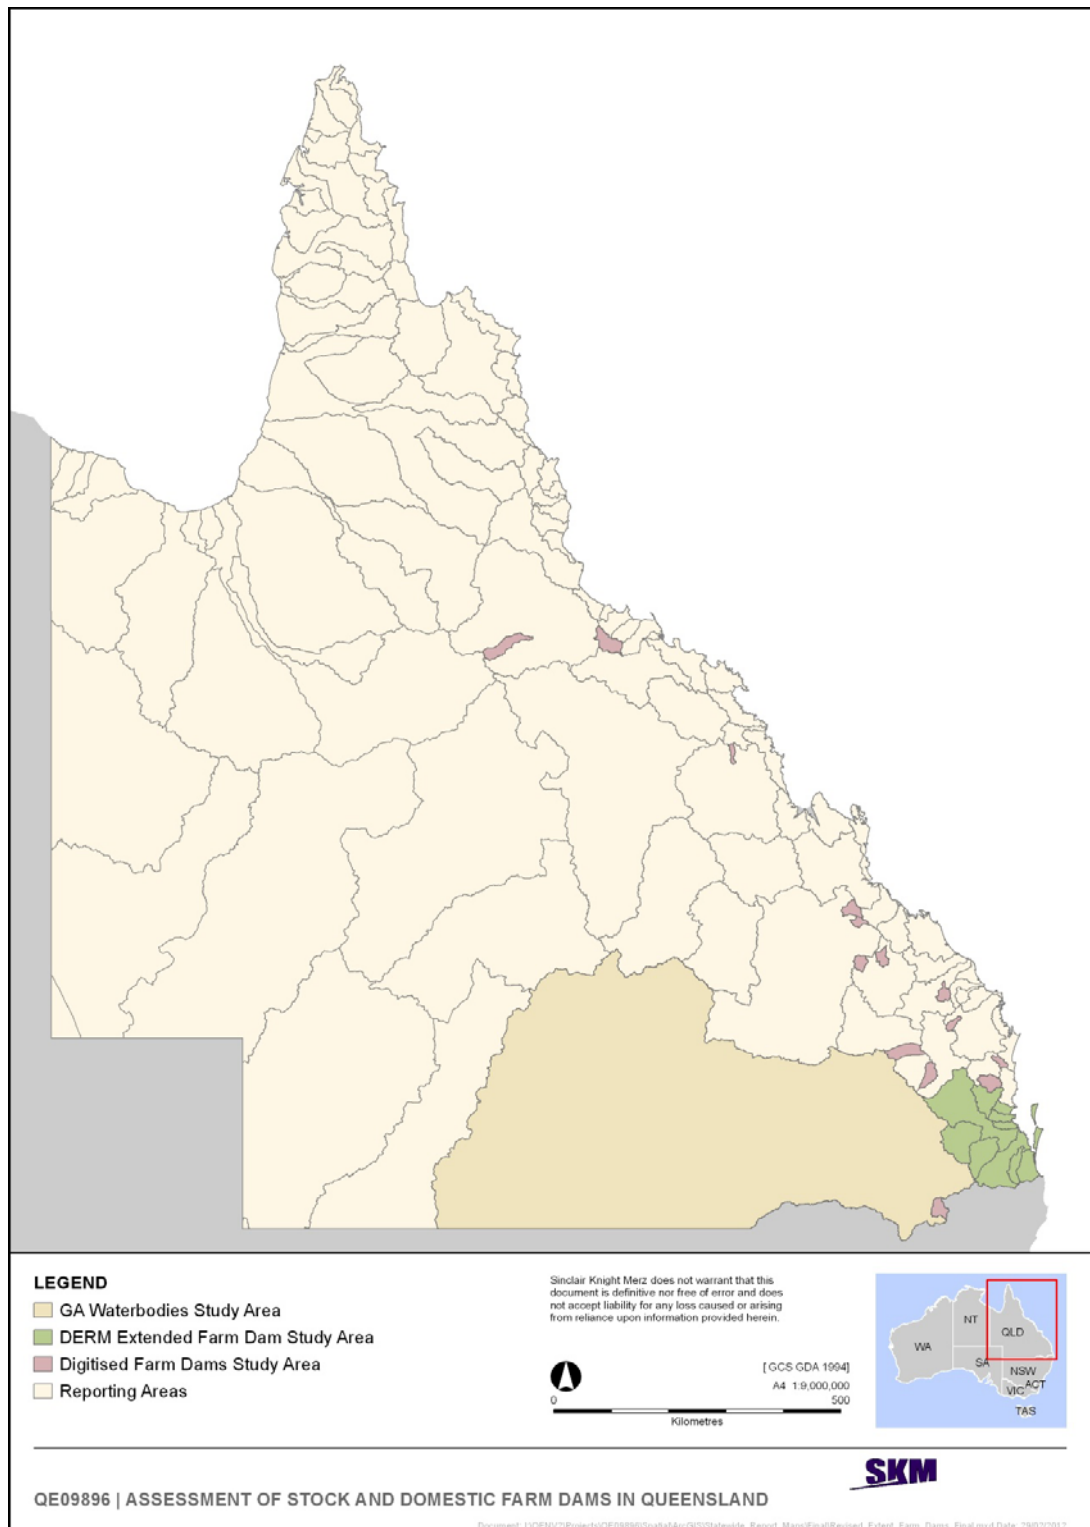 LEGEND
GA Waterbodies Study Area
DERM Extended Farm Dam Study Area
Digitised Farm Dams Study Area
Reporting Areas
Sinclair Knight Merz does not warrant that this
document is definitive nor free of error and does
not accept liability for any loss caused or arising
from reliance upon information provided herein.
[ GCS GDA 1994]
A4 1:9,000,000
0 500
Kilometres
WA
NT
QLD
SA
NSW
ACT
VIC
TAS
SKM
QE09896 | ASSESSMENT OF STOCK AND DOMESTIC FARM DAMS IN QUEENSLAND